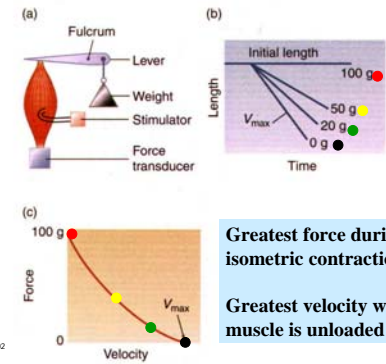 (a)
Fulcrum
Lever
Weight
Stimulator
Force
transducer
(b)
Initial length
100 g
50 g
20 g
0 g
Vmax
Length
Time
(c)
100 g
Force
0
Vmax
Velocity
Greatest force duri
isometric contractio
Greatest velocity w
muscle is unloaded